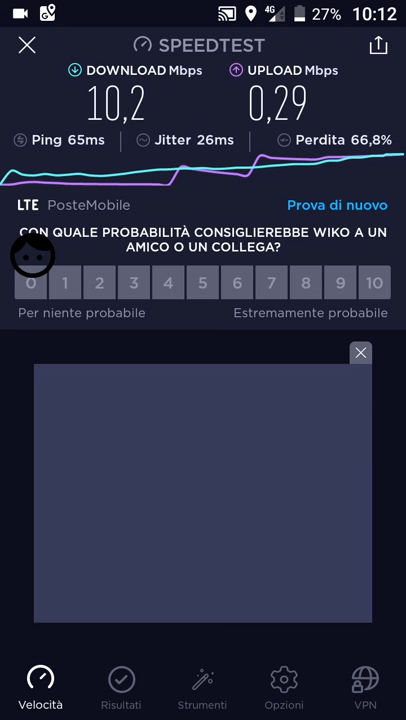 4G 27% 10:12
SPEEDTEST
DOWNLOAD Mbps UPLOAD Mbps
10,2 0,29
Ping 65ms Jitter 26ms Perdita 66,8%
LTE PosteMobile Prova di nuovo
CON QUALE PROBABILITÀ CONSIGLIEREBBE WIKO A UN
AMICO O UN COLLEGA?
0 1 2 3 4 5 6 7 8 9 10
Per niente probabile Estremamente probabile
Velocità Risultati Strumenti Opzioni VPN